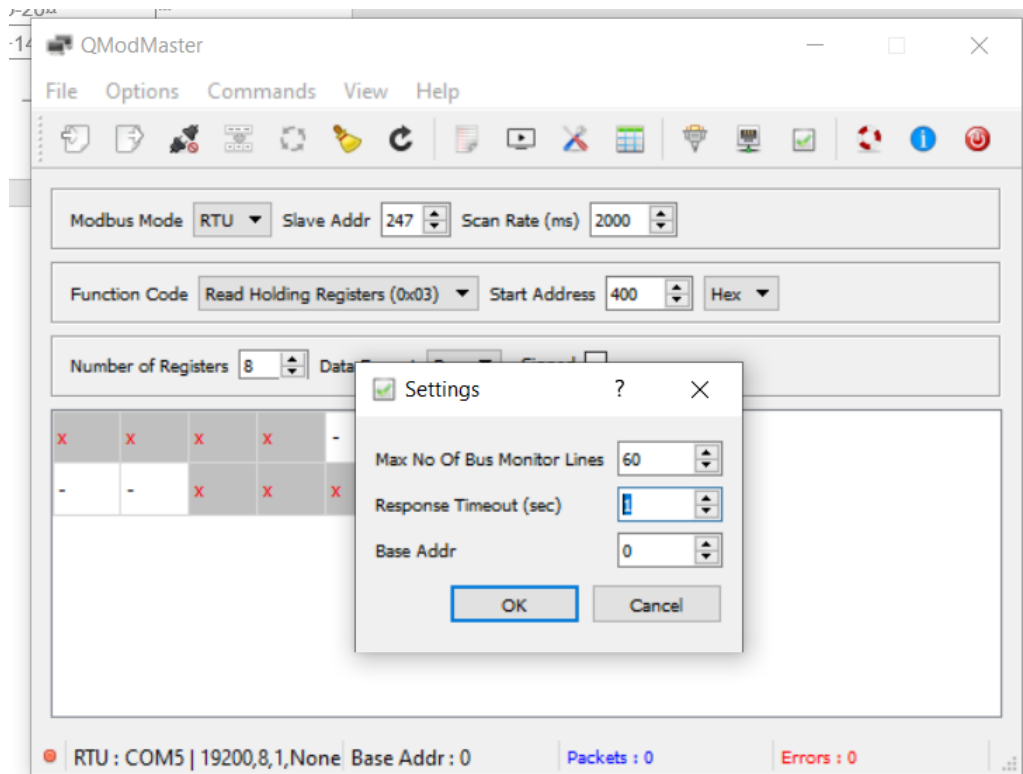 QModMaster
File Options Commands View Help
Modbus Mode RTU Slave Addr 247 Scan Rate (ms) 2000
Function Code Read Holding Registers (0x03) Start Address 400 Hex
Number of Registers 8 Data
Settings ?
x x x x -
- - x x x
Max No Of Bus Monitor Lines 60
Response Timeout (sec) 1
Base Addr 0
OK Cancel
RTU : COM5 | 19200,8,1,None Base Addr : 0 Packets : 0 Errors : 0